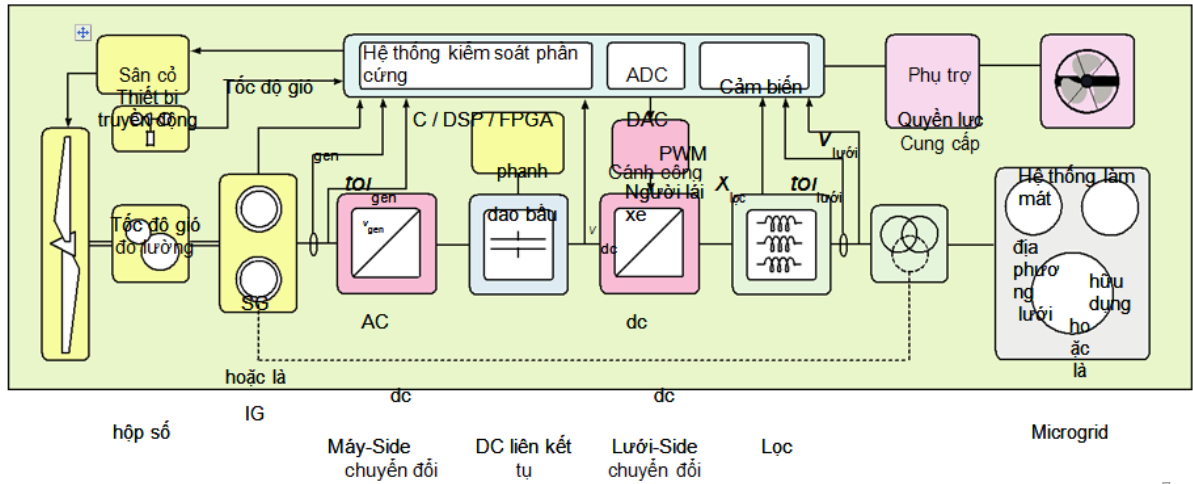 Hệ thống kiểm soát phần
cứng
ADC
Cảm biến
Sân cỏ
Thiết bị
truyền động
Tốc độ gió
C / DSP / FPGA
DAC
Phụ trợ
Quyền lực
Cung cấp
gen
tôi
gen
phanh
dao bầu
PWM
Cánh cổng
Người lái
xe
X
lọc
tôi
lưới
V
lưới
Tốc độ gió
đo lường
v
gen
v
dc
Hệ thống làm
mát
địa
phươ
ng
lưới
hữu
dụng
ho
ặc
là
SG
AC
dc
hoặc là
IG
dc
dc
hộp số
Máy-Side
chuyển đổi
DC liên kết
tụ
Lưới-Side
chuyển đổi
Lọc
Microgrid